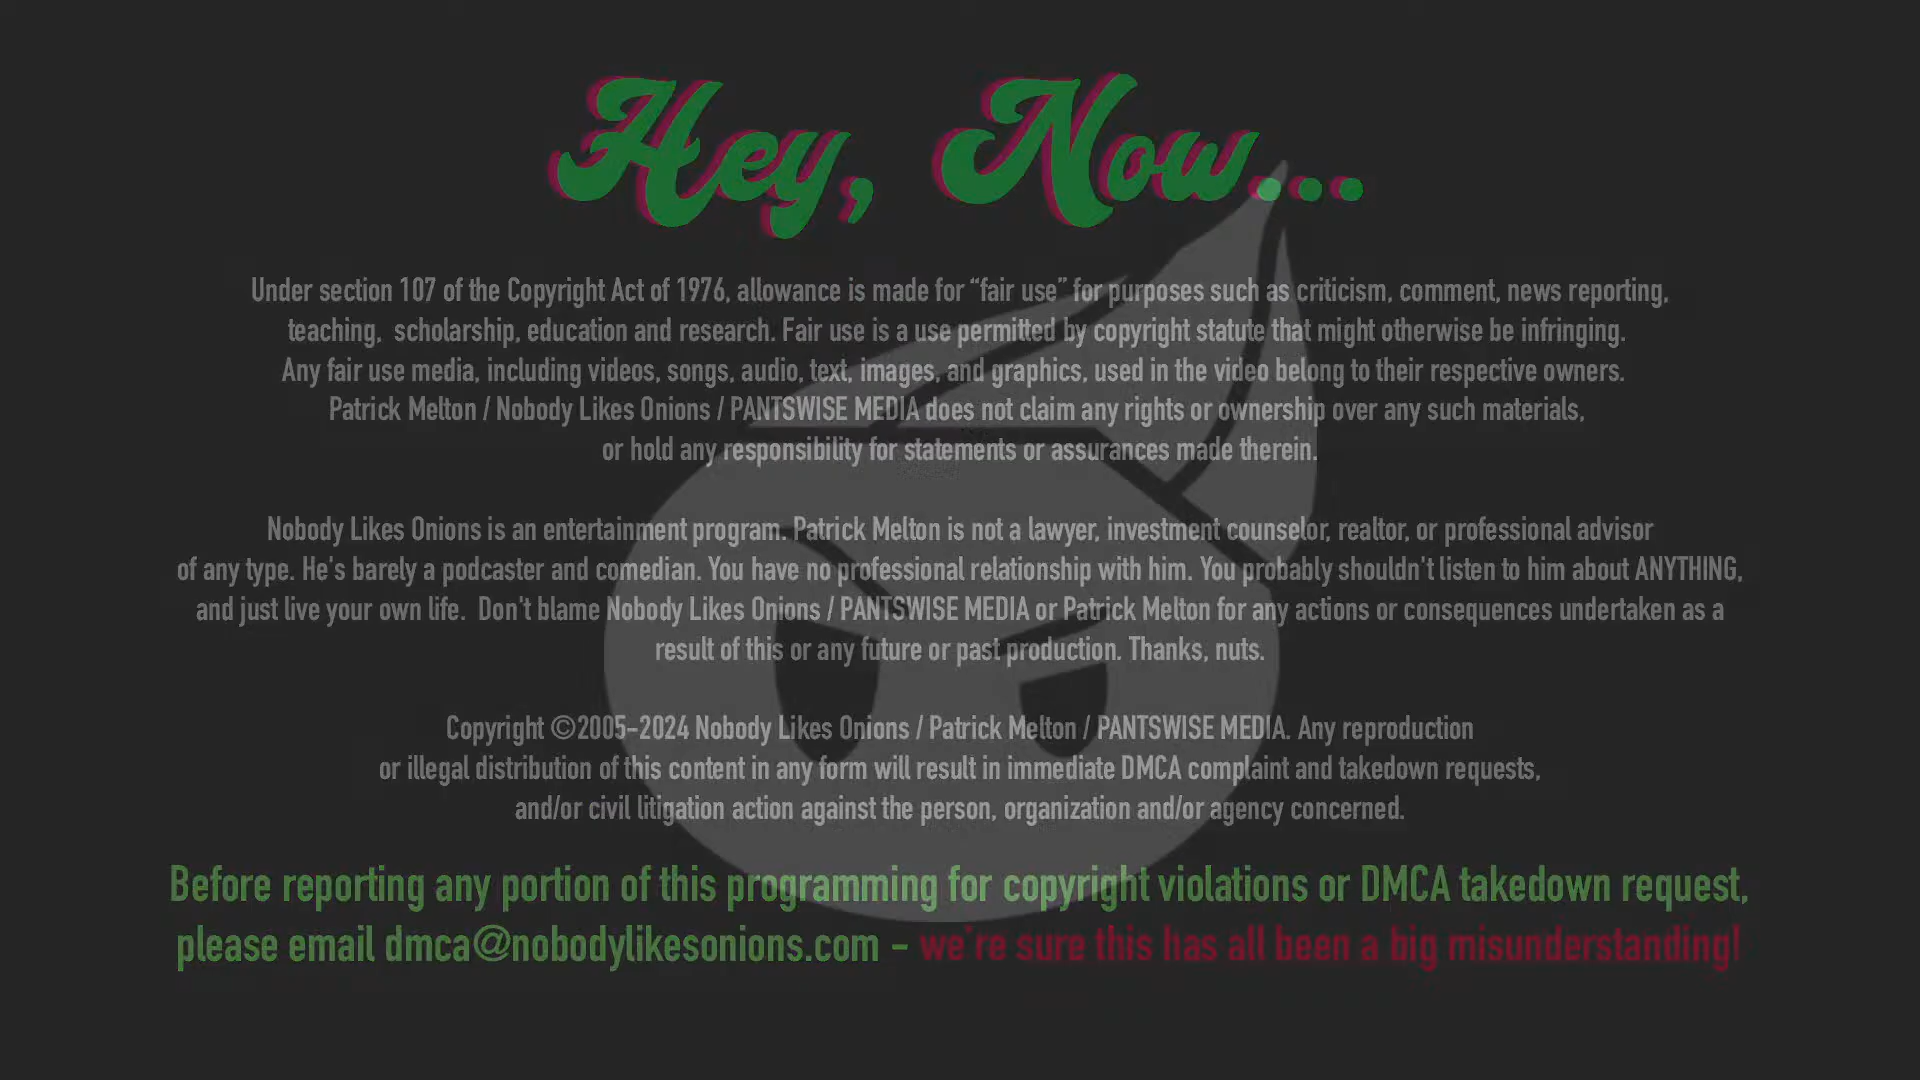 Hey, Now...
Under section 107 of the Copyright Act of 1976, allowance is made for “fair use” for purposes such as criticism, comment, news reporting,
teaching,  scholarship, education and research. Fair use is a use permitted by copyright statute that might otherwise be infringing.
Any fair use media, including videos, songs, audio, text, images, and graphics, used in the video belong to their respective owners.
Patrick Melton / Nobody Likes Onions / PANTSWISE MEDIA does not claim any rights or ownership over any such materials,
or hold any responsibility for statements or assurances made therein.
Nobody Likes Onions is an entertainment program. Patrick Melton is not a lawyer, investment counselor, realtor, or professional advisor
of any type. He's barely a podcaster and comedian. You have no professional relationship with him. You probably shouldn't listen to him about ANYTHING,
and just live your own life.  Don't blame Nobody Likes Onions / PANTSWISE MEDIA or Patrick Melton for any actions or consequences undertaken as a
result of this or any future or past production. Thanks, nuts.
Copyright ©2005-2024 Nobody Likes Onions / Patrick Melton / PANTSWISE MEDIA. Any reproduction
or illegal distribution of this content in any form will result in immediate DMCA complaint and takedown requests,
and/or civil litigation action against the person, organization and/or agency concerned.
Before reporting any portion of this programming for copyright violations or DMCA takedown request,
please email dmca@nobodylikesonions.com - we're sure this has all been a big misunderstanding!